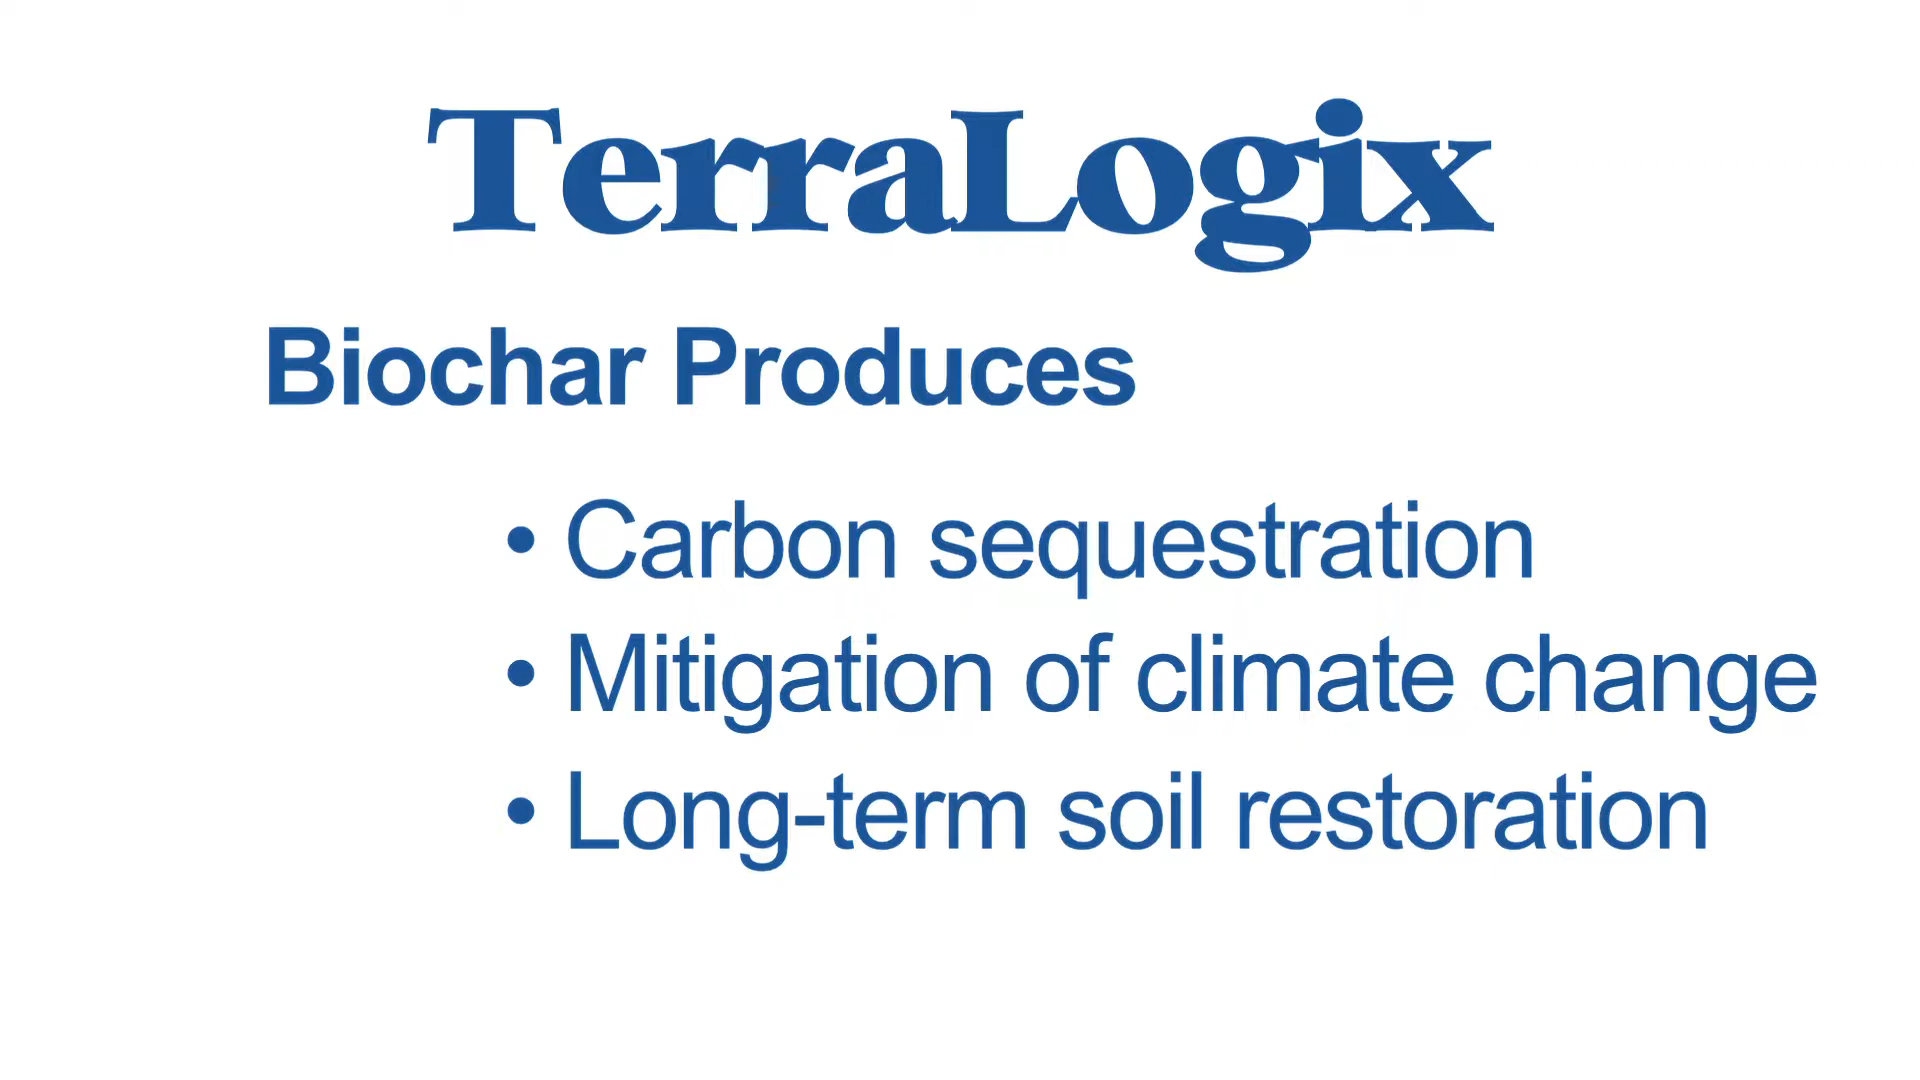 TerraLogix
Biochar Produces
• Carbon sequestration
• Mitigation of climate change
• Long-term soil restoration